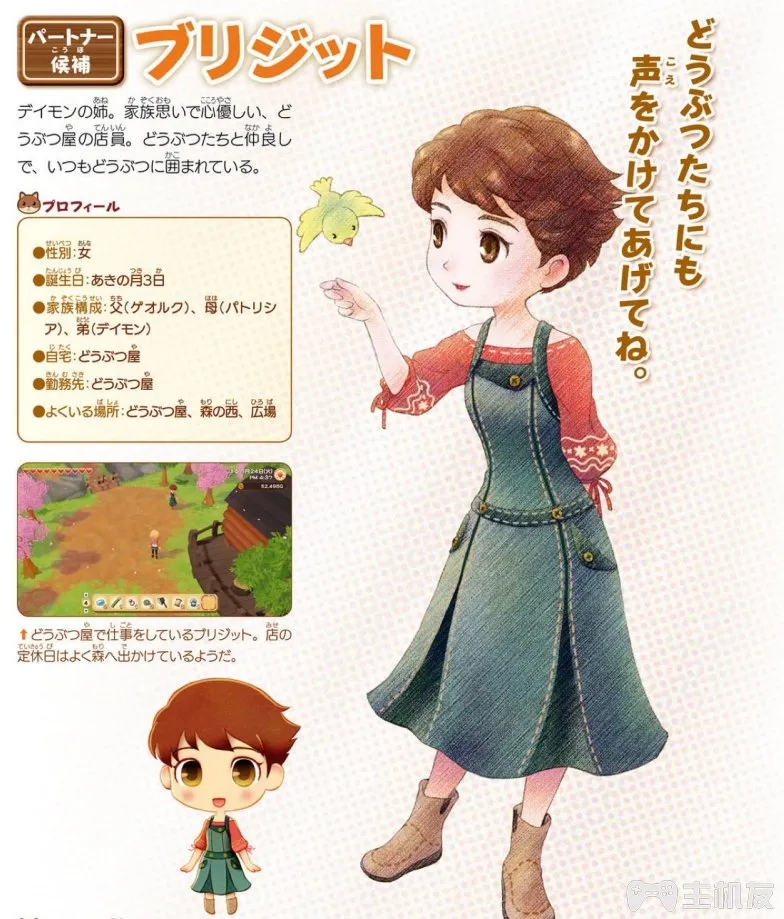 パートナー
候補
こうほ
ブリジット
デイモンの姉。家族思いで心優しい、ど
うぶつ屋の店員。どうぶつたちと仲良し
で、いつもどうぶつに囲まれている。
プロフィール
●性別：女
●誕生日：あきの月3日
●家族構成：父（ゲオルク）、母（パトリシ
ア）、弟（デイモン）
●自宅：どうぶつ屋
●勤務先：どうぶつ屋
●よくいる場所：どうぶつ屋、森の西、広場
PM 4:37
52,498G
⬆どうぶつ屋で仕事をしているブリジット。店の
定休日はよく森へ出かけているようだ。
どうぶつたちにも
声をかけてあげてね。
主机友